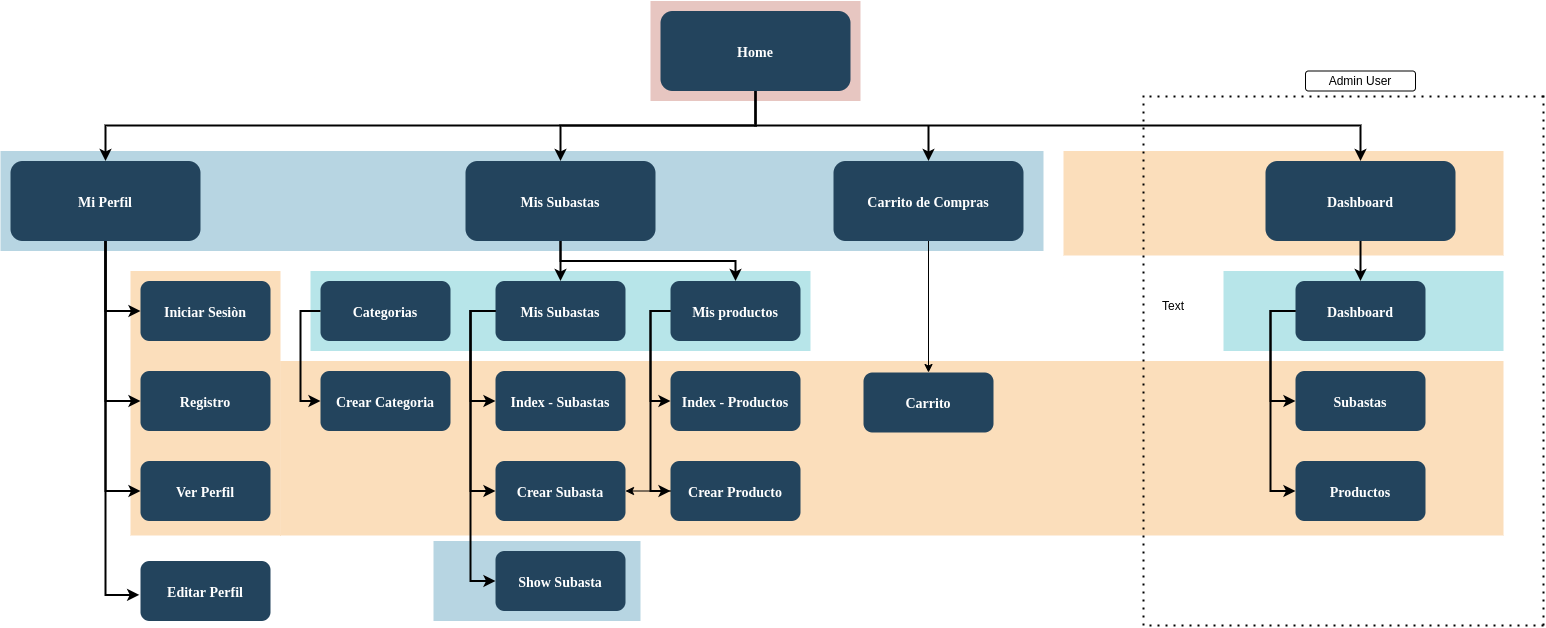 Home
Admin User
Mi Perfil
Mis Subastas
Carrito de Compras
Dashboard
Iniciar Sesiòn
Categorias
Mis Subastas
Mis productos
Text
Dashboard
Registro
Crear Categoria
Index - Subastas
Index - Productos
Carrito
Subastas
Ver Perfil
Crear Subasta
Crear Producto
Productos
Editar Perfil
Show Subasta